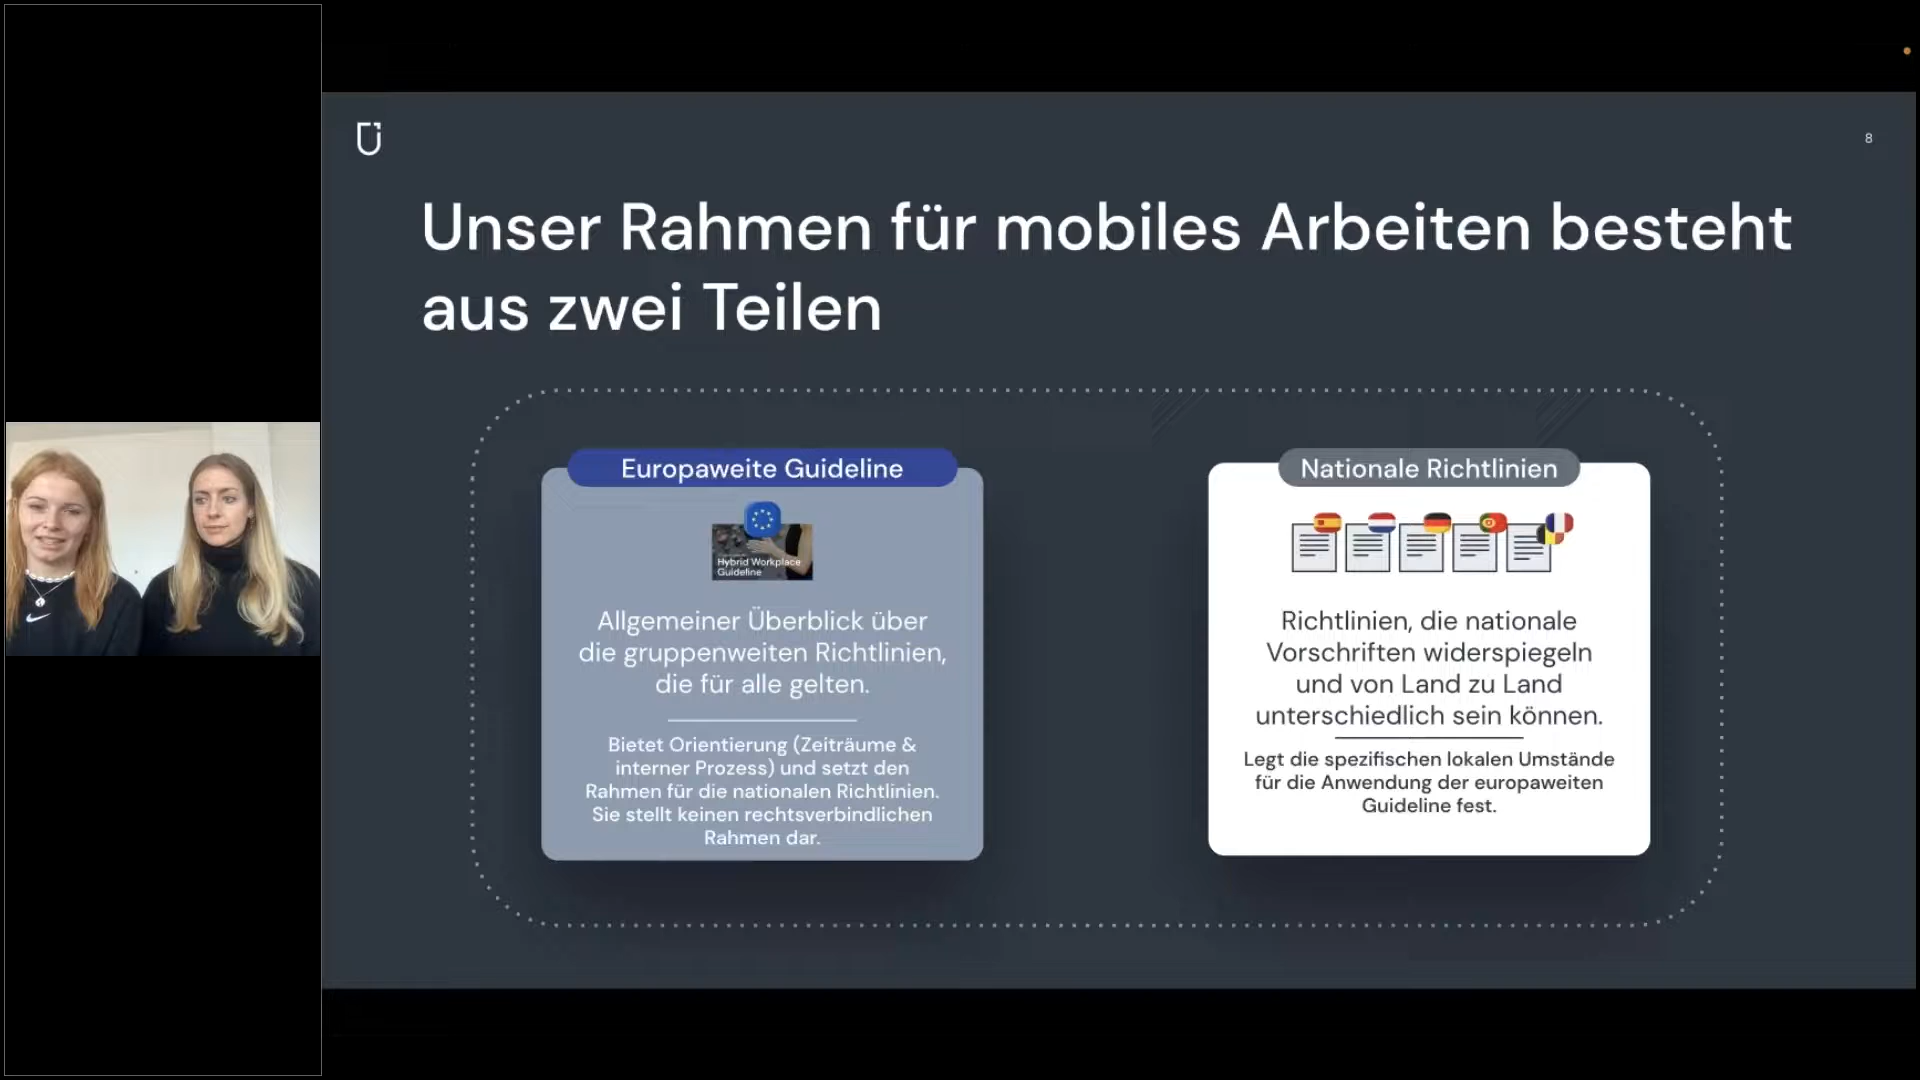 8
Unser Rahmen für mobiles Arbeiten besteht
aus zwei Teilen
Europaweite Guideline
Hybrid Workplace
Guideline
Allgemeiner Überblick über
die gruppenweiten Richtlinien,
die für alle gelten.
Bietet Orientierung (Zeiträume &
interner Prozess) und setzt den
Rahmen für die nationalen Richtlinien.
Sie stellt keinen rechtsverbindlichen
Rahmen dar.
Nationale Richtlinien
Richtlinien, die nationale
Vorschriften widerspiegeln
und von Land zu Land
unterschiedlich sein können.
Legt die spezifischen lokalen Umstände
für die Anwendung der europaweiten
Guideline fest.